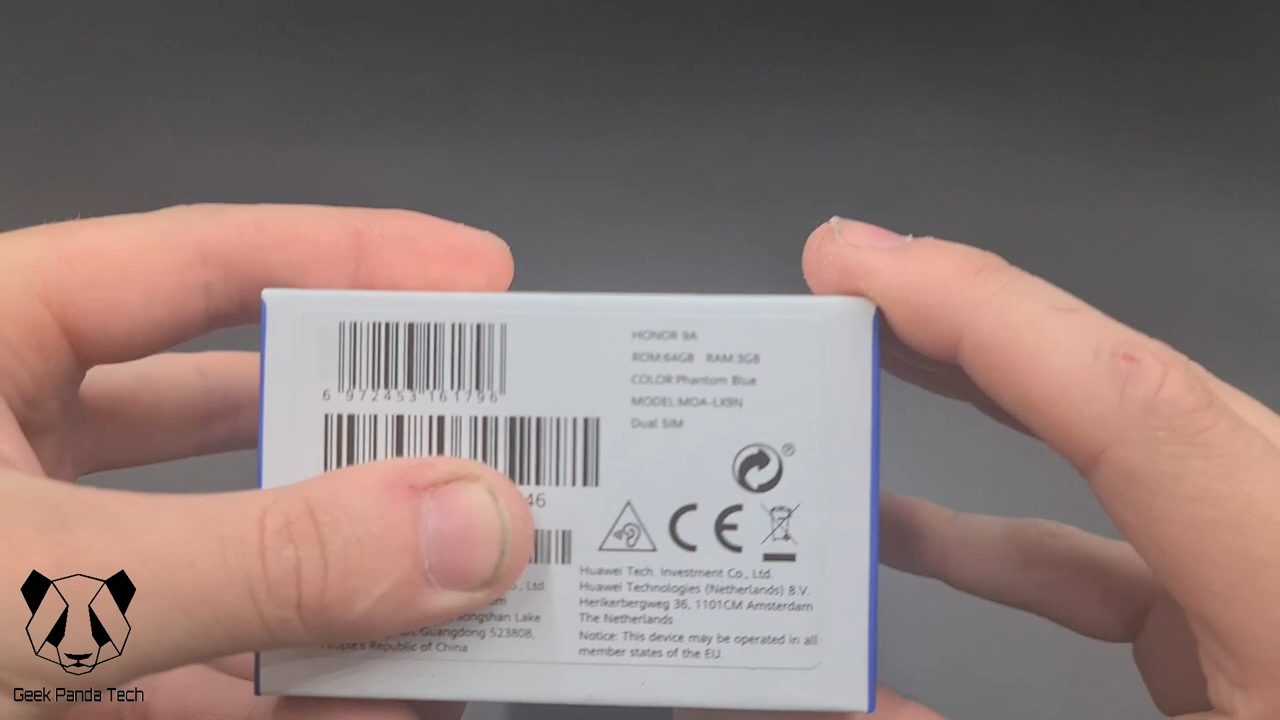 6 972453 161796
46
HONOR 9A
ROM:64GB RAM:3GB
COLOR:Phantom Blue
MODEL:MOA-LX9N
Dual SIM
CE
Huawei Tech. Investment Co., Ltd.
Huawei Technologies (Netherlands) B.V.
Herikerbergweg 36, 1101CM Amsterdam
The Netherlands
Notice: This device may be operated in all
member states of the EU.
., Ltd.
Songshan Lake
Guangdong 523808,
People's Republic of China
Geek Panda Tech